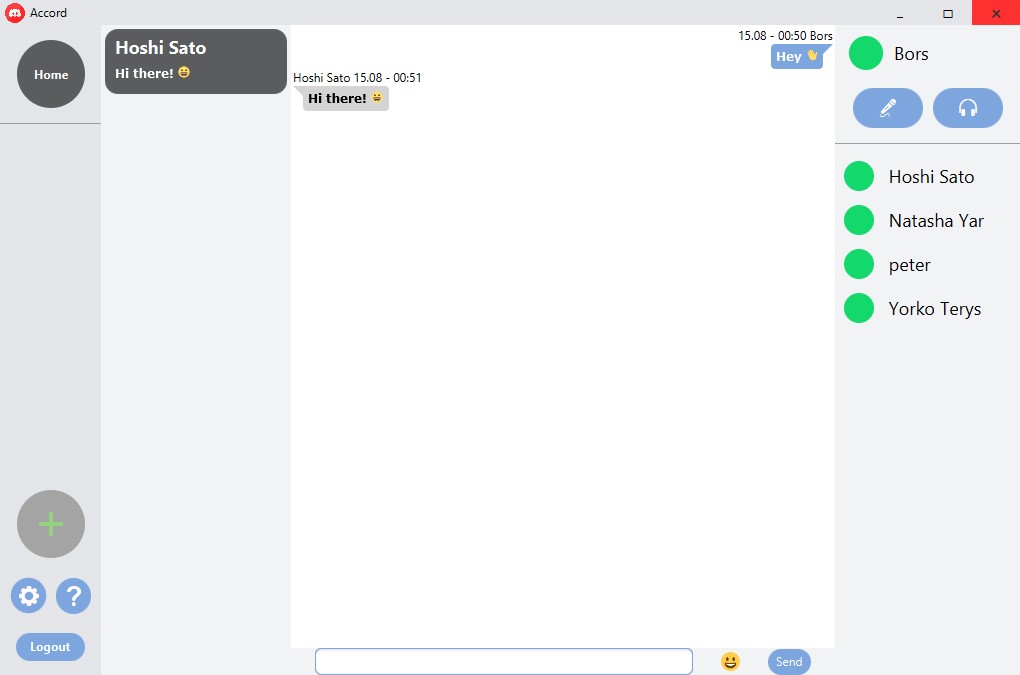 Accord
Home
Hoshi Sato
Hi there! 😀
15.08 - 00:50 Bors
Hey 👋
Hoshi Sato 15.08 - 00:51
Hi there! 😀
Bors
Hoshi Sato
Natasha Yar
peter
Yorko Terys
+
?
Logout
Send